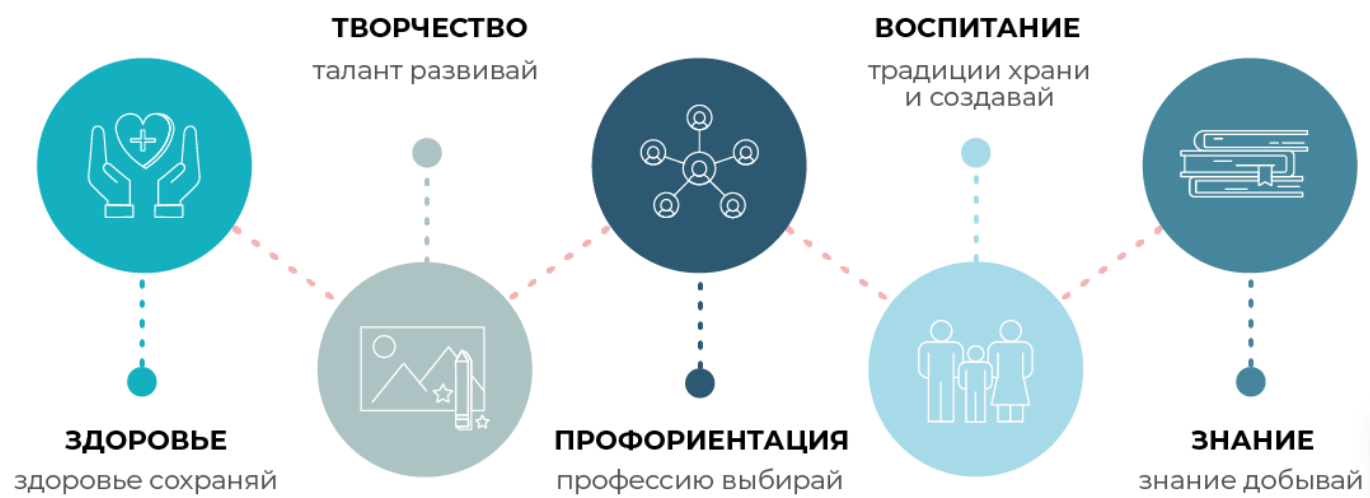 ТВОРЧЕСТВО
талант развивай
ВОСПИТАНИЕ
традиции храни
и создавай
ЗДОРОВЬЕ
здоровье сохраняй
ПРОФОРИЕНТАЦИЯ
профессию выбирай
ЗНАНИЕ
знание добывай